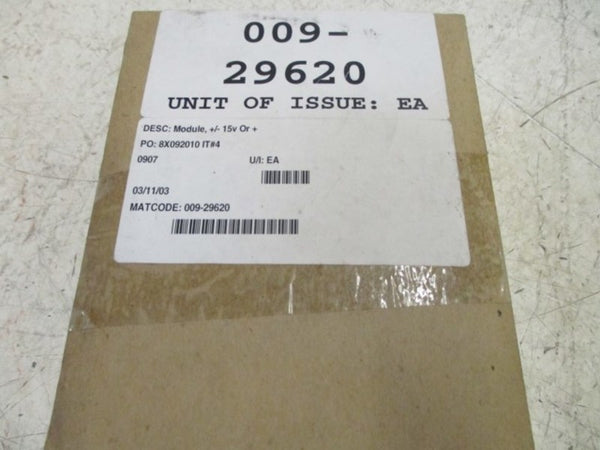 009-
29620
UNIT OF ISSUE: EA
DESC: Module, +/- 15v Or +
PO: 8X092010 IT#4
0907 U/I: EA
03/11/03
MATCODE: 009-29620